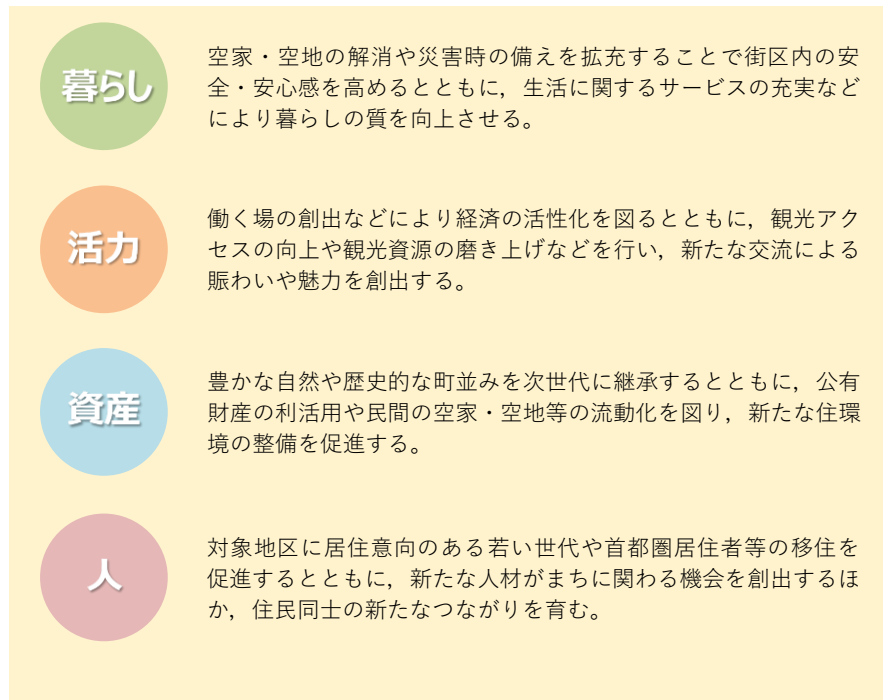 暮らし
空家・空地の解消や災害時の備えを拡充することで街区内の安
全・安心感を高めるとともに，生活に関するサービスの充実など
により暮らしの質を向上させる。
活力
働く場の創出などにより経済の活性化を図るとともに，観光アク
セスの向上や観光資源の磨き上げなどを行い，新たな交流による
賑わいや魅力を創出する。
資産
豊かな自然や歴史的な町並みを次世代に継承するとともに，公有
財産の利活用や民間の空家・空地等の流動化を図り，新たな住環
境の整備を促進する。
人
対象地区に居住意向のある若い世代や首都圏居住者等の移住を
促進するとともに，新たな人材がまちに関わる機会を創出するほ
か，住民同士の新たなつながりを育む。